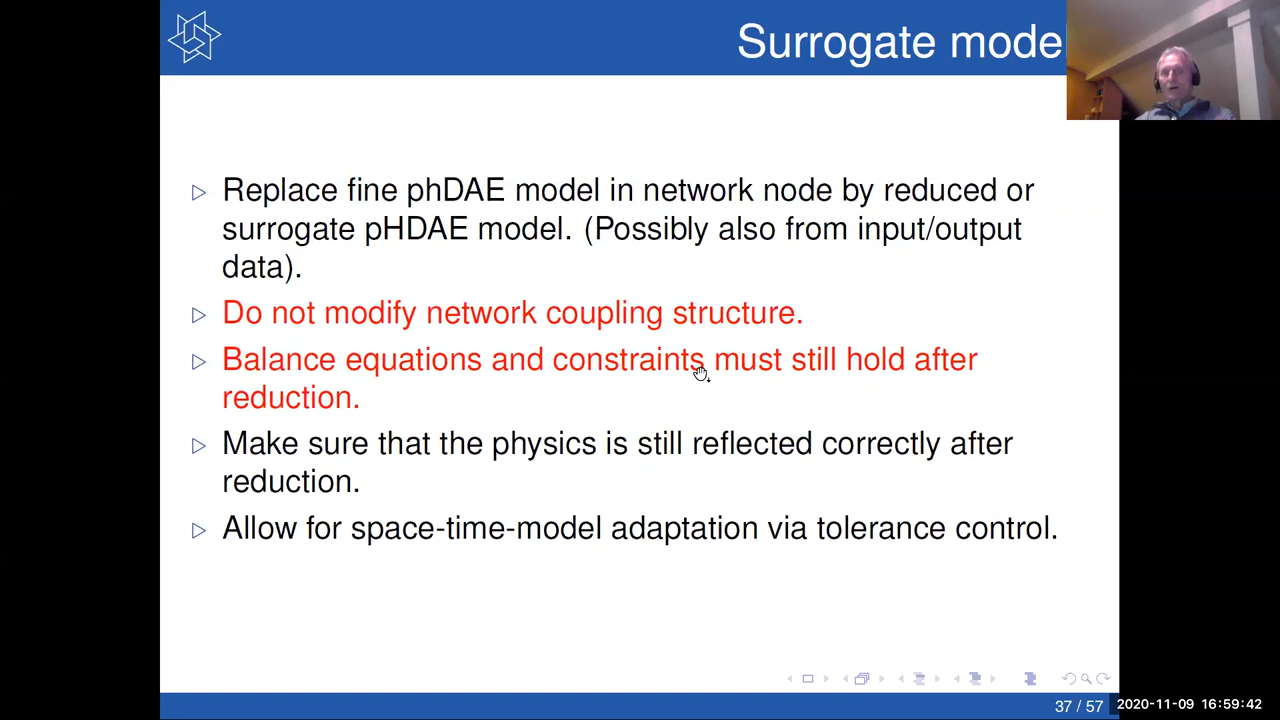 Surrogate mode
Replace fine phDAE model in network node by reduced or
surrogate pHDAE model. (Possibly also from input/output
data).
Do not modify network coupling structure.
Balance equations and constraints must still hold after
reduction.
Make sure that the physics is still reflected correctly after
reduction.
Allow for space-time-model adaptation via tolerance control.
37 / 57
2020-11-09 16:59:42